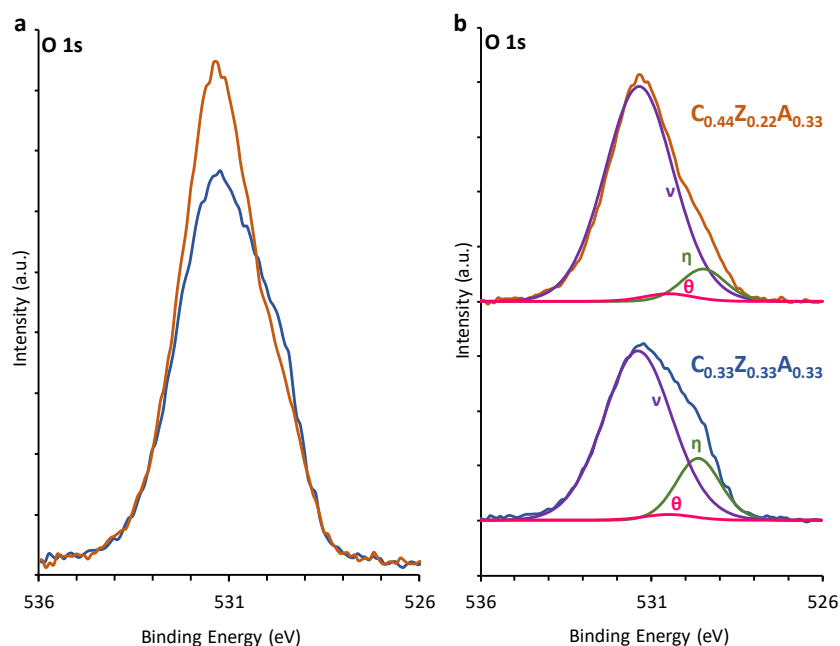 a
O 1s
Intensity (a.u.)
536
531
526
Binding Energy (eV)
b
O 1s
C₀.₄₄Z₀.₂₂A₀.₃₃
ν
η
θ
C₀.₃₃Z₀.₃₃A₀.₃₃
ν
η
θ
Intensity (a.u.)
536
531
526
Binding Energy (eV)